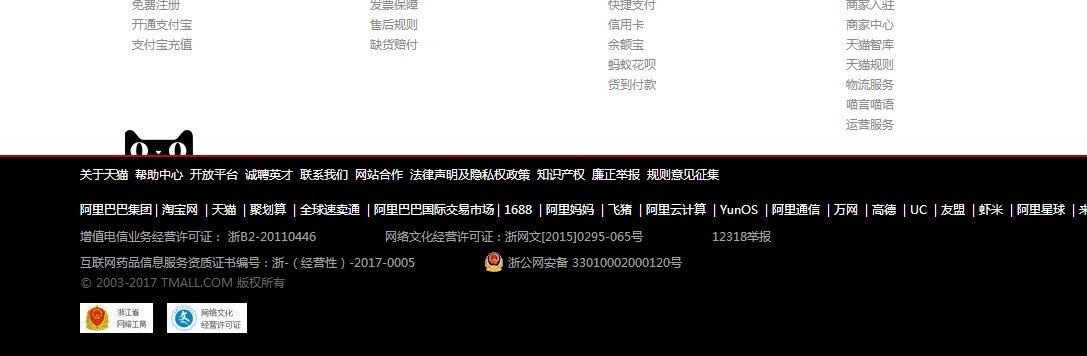 免费注册 发票保障 快捷支付 商家入驻
开通支付宝 售后规则 信用卡 商家中心
支付宝充值 缺货赔付 余额宝 天猫智库
蚂蚁花呗 天猫规则
货到付款 物流服务
喵言喵语
运营服务
关于天猫 帮助中心 开放平台 诚聘英才 联系我们 网站合作 法律声明及隐私权政策 知识产权 廉正举报 规则意见征集
阿里巴巴集团 | 淘宝网 | 天猫 | 聚划算 | 全球速卖通 | 阿里巴巴国际交易市场 | 1688 | 阿里妈妈 | 飞猪 | 阿里云计算 | YunOS | 阿里通信 | 万网 | 高德 | UC | 友盟 | 虾米 | 阿里星球 | 来
增值电信业务经营许可证： 浙B2-20110446 网络文化经营许可证：浙网文[2015]0295-065号 12318举报
互联网药品信息服务资质证书编号：浙-（经营性）-2017-0005 浙公网安备 33010002000120号
© 2003-2017 TMALL.COM 版权所有
浙江省 网络文化
网络工商 经营许可证